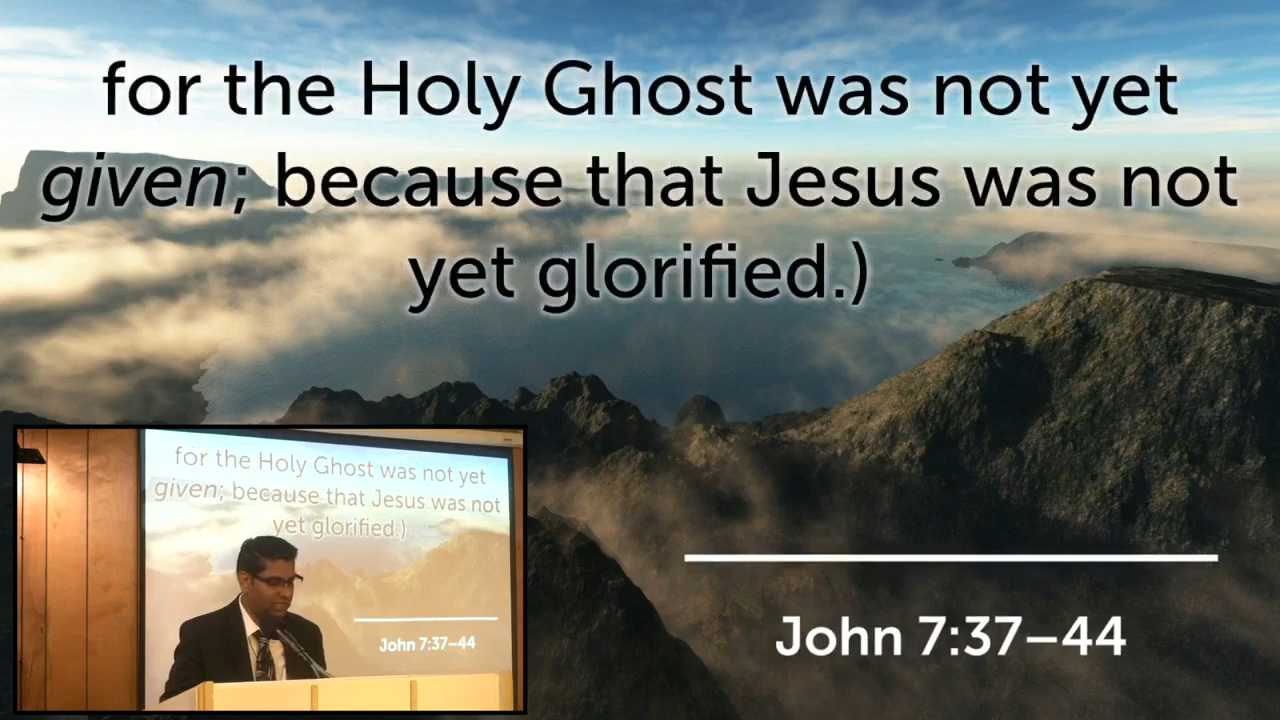 for the Holy Ghost was not yet
given; because that Jesus was not
yet glorified.)
John 7:37–44
for the Holy Ghost was not yet
given; because that Jesus was not
yet glorified.)
John 7:37–44